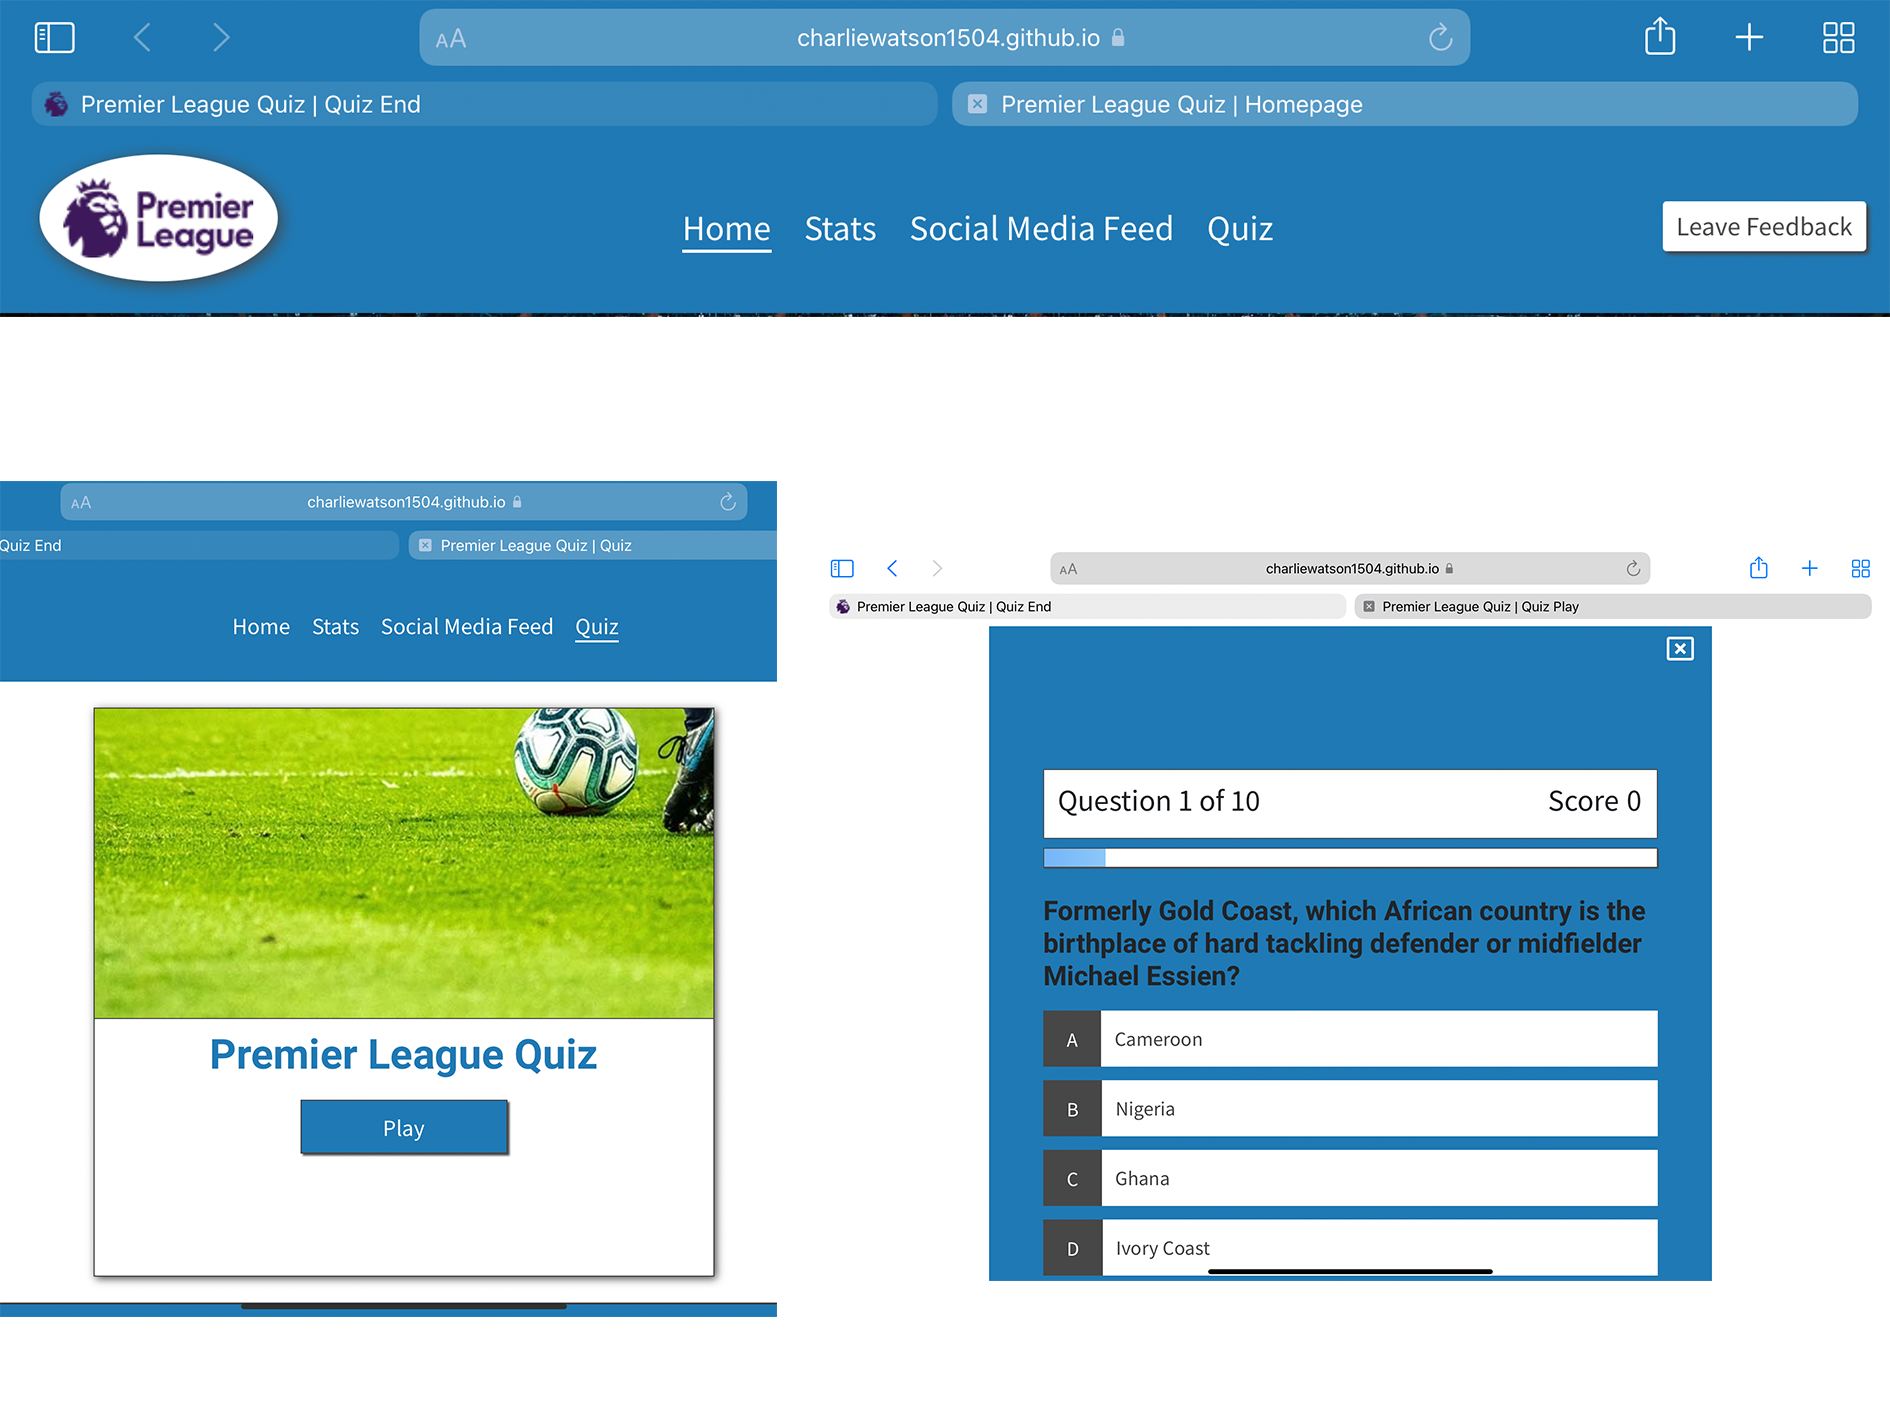 AA
charliewatson1504.github.io
Premier League Quiz | Quiz End
Premier League Quiz | Homepage
Premier
League
Home
Stats
Social Media Feed
Quiz
Leave Feedback
AA
charliewatson1504.github.io
Quiz End
Premier League Quiz | Quiz
Home
Stats
Social Media Feed
Quiz
Premier League Quiz
Play
AA
charliewatson1504.github.io
Premier League Quiz | Quiz End
Premier League Quiz | Quiz Play
Question 1 of 10
Score 0
Formerly Gold Coast, which African country is the
birthplace of hard tackling defender or midfielder
Michael Essien?
A Cameroon
B Nigeria
C Ghana
D Ivory Coast